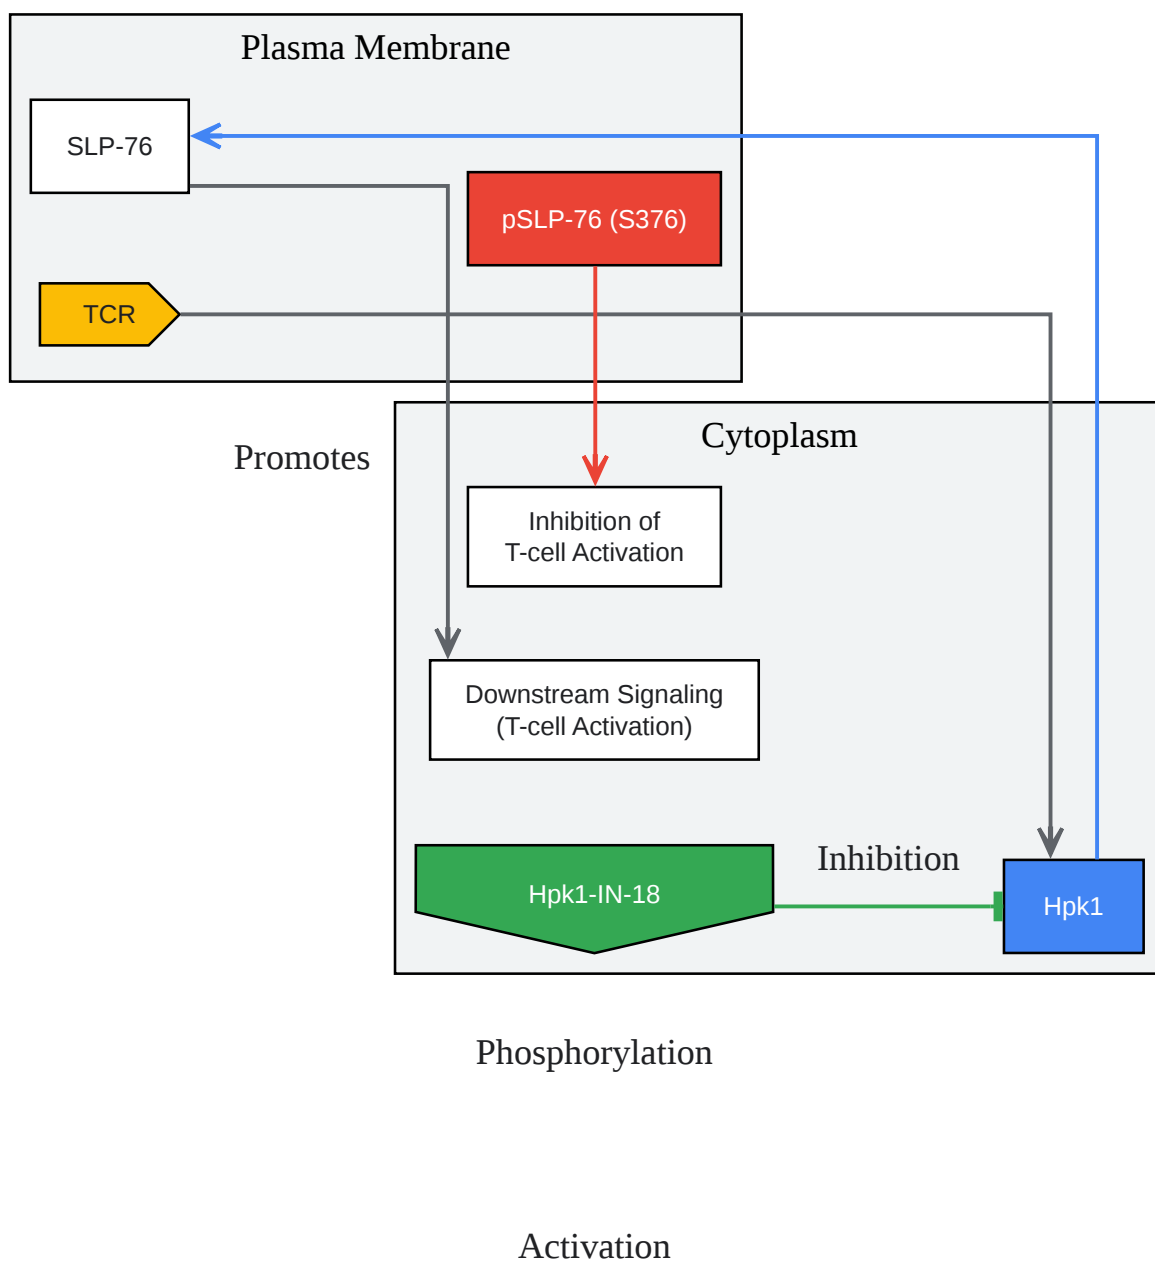 Plasma Membrane
SLP-76
pSLP-76 (S376)
TCR
Cytoplasm
Promotes
Inhibition of
T-cell Activation
Downstream Signaling
(T-cell Activation)
Inhibition
Hpk1-IN-18
Hpk1
Phosphorylation
Activation